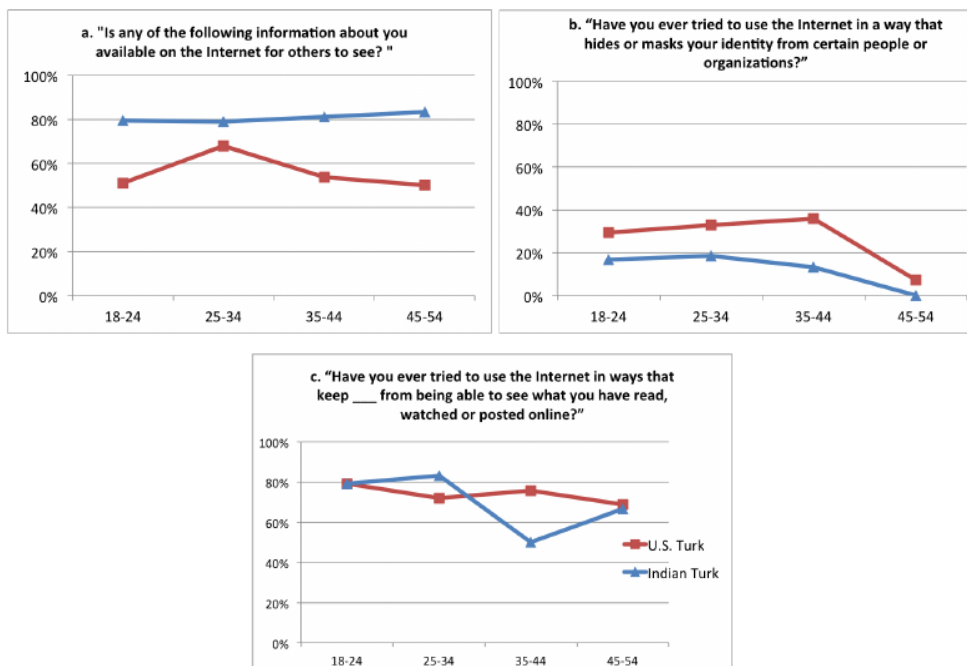 a. "Is any of the following information about you
available on the Internet for others to see? "
100%
80%
60%
40%
20%
0%
18-24 25-34 35-44 45-54
b. “Have you ever tried to use the Internet in a way that
hides or masks your identity from certain people or
organizations?”
100%
80%
60%
40%
20%
0%
18-24 25-34 35-44 45-54
c. “Have you ever tried to use the Internet in ways that
keep ___ from being able to see what you have read,
watched or posted online?”
100%
80%
60%
40%
20%
0%
U.S. Turk
Indian Turk
18-24 25-34 35-44 45-54